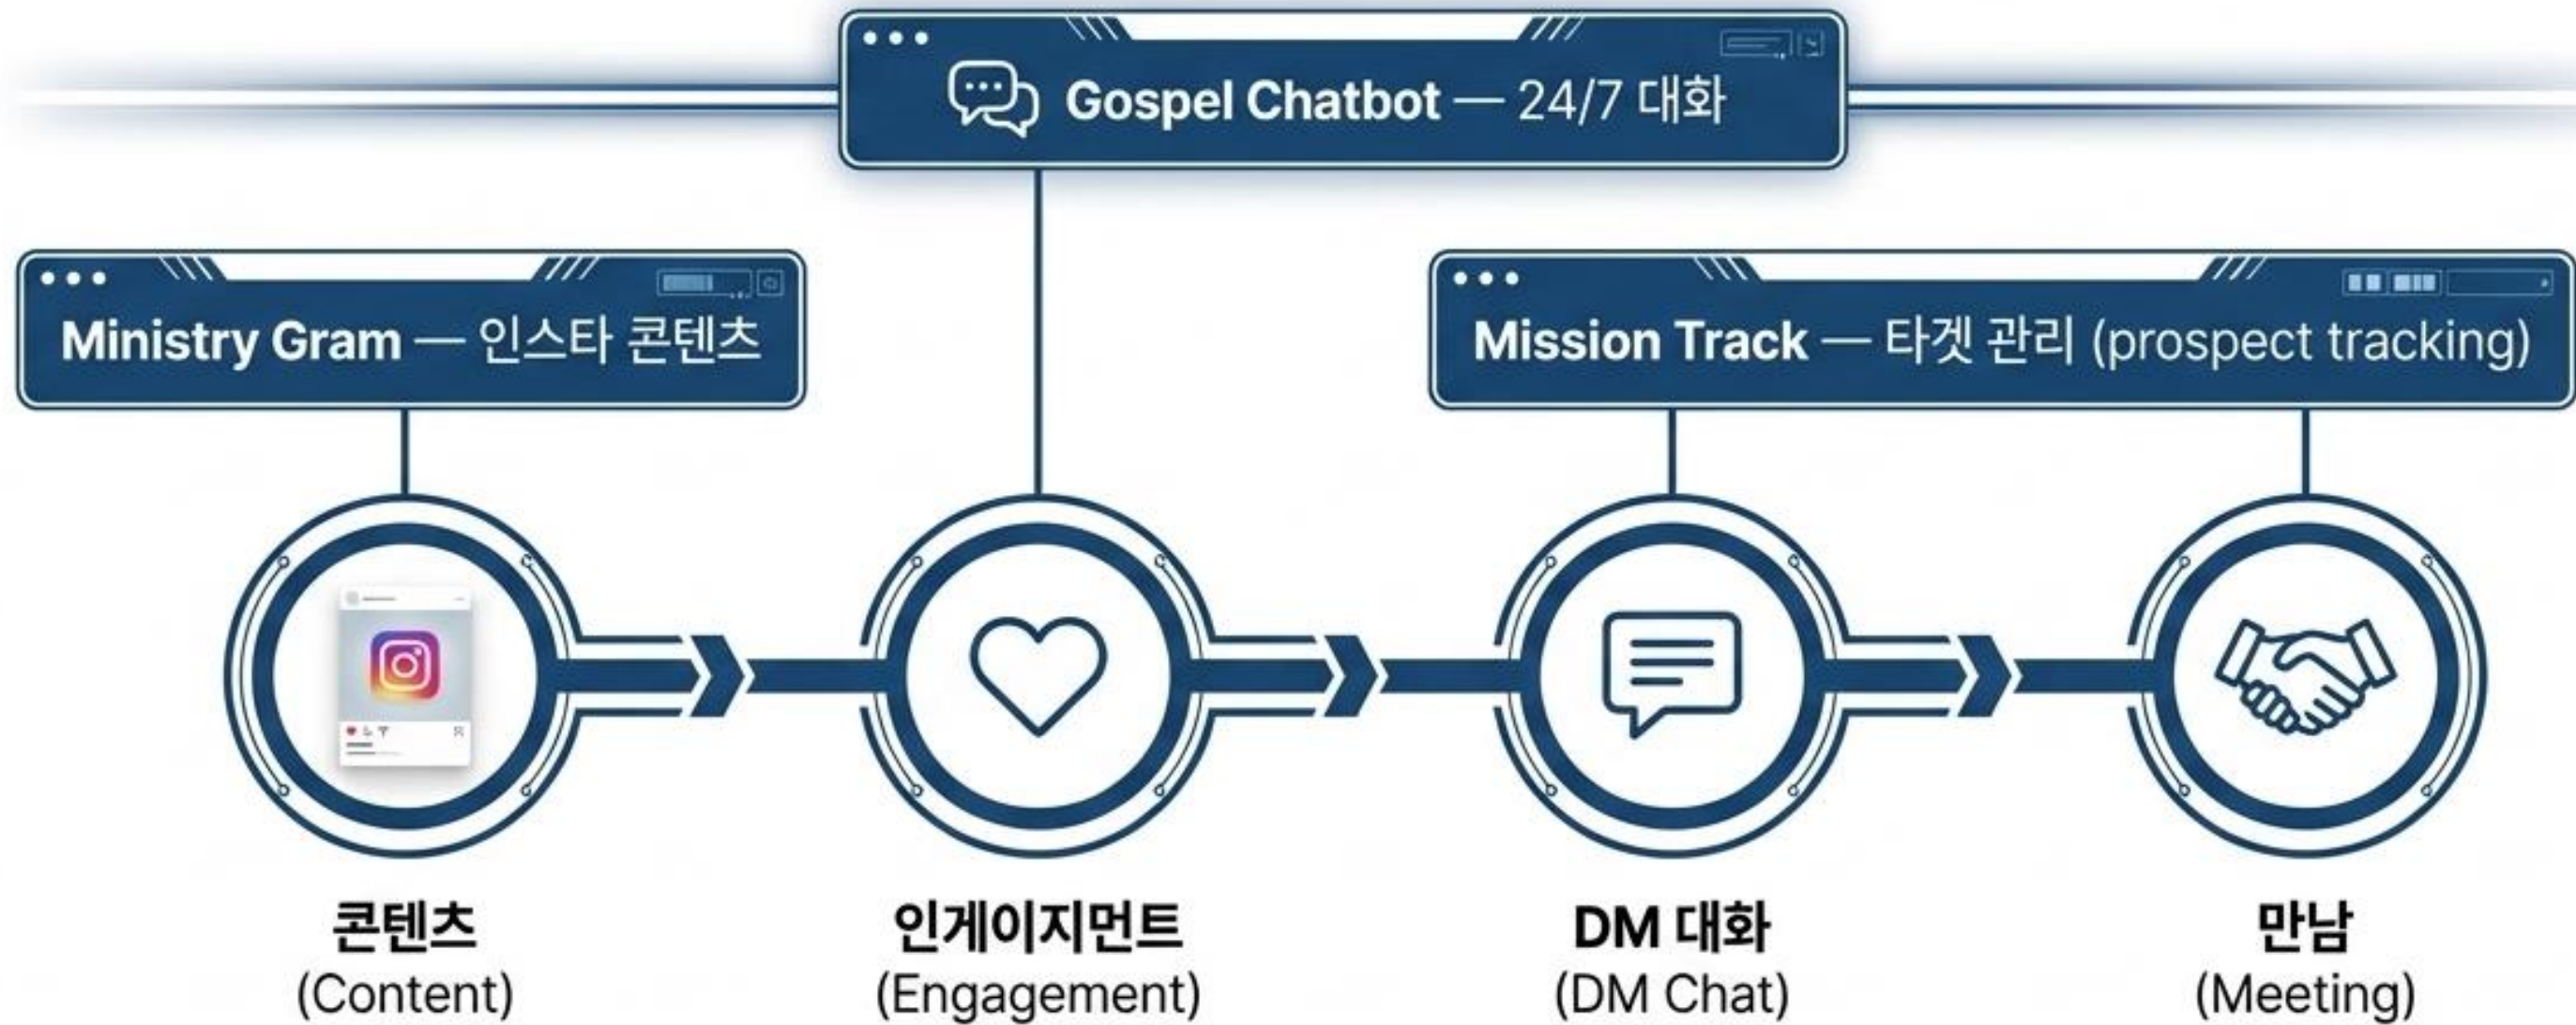 Gospel Chatbot — 24/7 대화
Ministry Gram — 인스타 콘텐츠
Mission Track — 타겟 관리 (prospect tracking)
콘텐츠
(Content)
인게이지먼트
(Engagement)
DM 대화
(DM Chat)
만남
(Meeting)